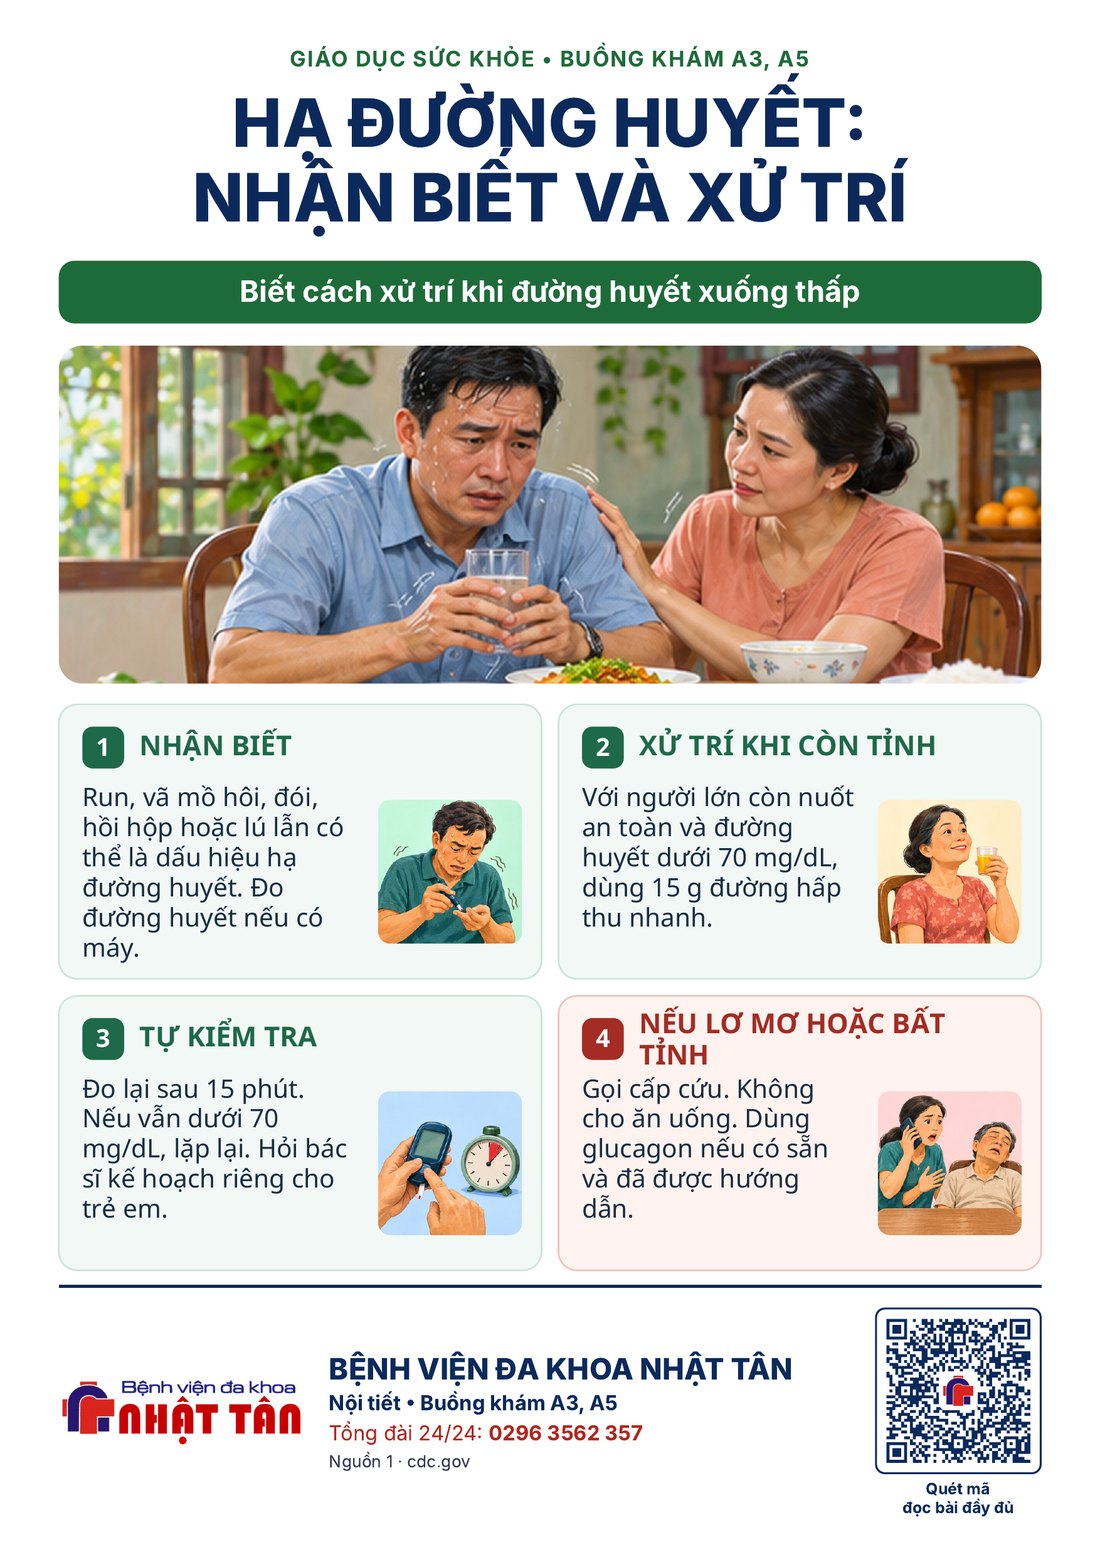 GIÁO DỤC SỨC KHỎE • BUỒNG KHÁM A3, A5
HẠ ĐƯỜNG HUYẾT:
NHẬN BIẾT VÀ XỬ TRÍ
Biết cách xử trí khi đường huyết xuống thấp
1 NHẬN BIẾT
Run, vã mồ hôi, đói,
hồi hộp hoặc lú lẫn có
thể là dấu hiệu hạ
đường huyết. Đo
đường huyết nếu có
máy.
2 XỬ TRÍ KHI CÒN TỈNH
Với người lớn còn nuốt
an toàn và đường
huyết dưới 70 mg/dL,
dùng 15 g đường hấp
thu nhanh.
3 TỰ KIỂM TRA
Đo lại sau 15 phút.
Nếu vẫn dưới 70
mg/dL, lặp lại. Hỏi bác
sĩ kế hoạch riêng cho
trẻ em.
4 NẾU LƠ MƠ HOẶC BẤT
TỈNH
Gọi cấp cứu. Không
cho ăn uống. Dùng
glucagon nếu có sẵn
và đã được hướng
dẫn.
Bệnh viện đa khoa
NHẬT TÂN
BỆNH VIỆN ĐA KHOA NHẬT TÂN
Nội tiết • Buồng khám A3, A5
Tổng đài 24/24: 0296 3562 357
Nguồn 1 · cdc.gov
Quét mã
đọc bài đầy đủ